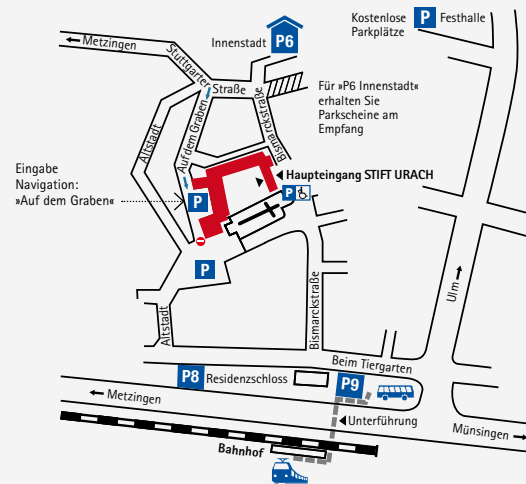 Kostenlose
Parkplätze
P Festhalle
Metzingen
Innenstadt
P6
Stuttgarter
Straße
Für »P6 Innenstadt«
erhalten Sie
Parkscheine am
Empfang
Altstadt
Auf dem Graben
Bismarckstraße
Eingabe
Navigation:
»Auf dem Graben«
Haupteingang STIFT URACH
P
P
P
Ulm
Bismarckstraße
Altstadt
Beim Tiergarten
P8 Residenzschloss
P9
Metzingen
Unterführung
Münsingen
Bahnhof